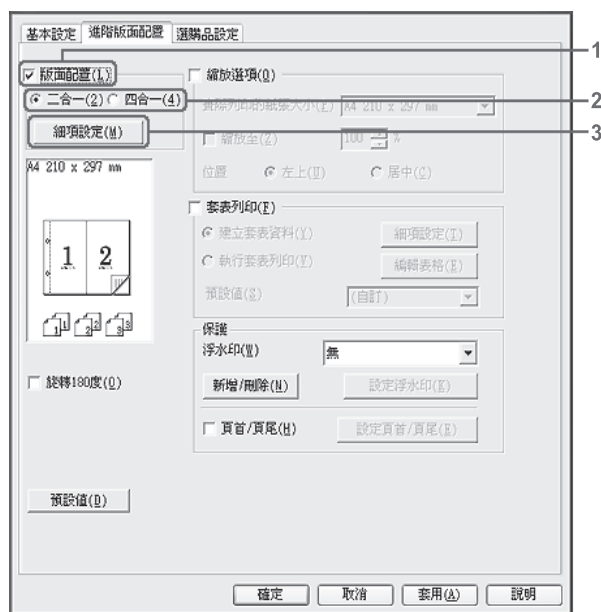 基本設定 進階版面配置 選購品設定
版面配置(L)
二合一(2) 四合一(4)
細項設定(M)
A4 210 x 297 mm
1 2
1 1 2 2 3 3
旋轉180度(O)
預設值(D)
縮放選項(Q)
實際列印的紙張大小(P) A4 210 x 297 mm
縮放至(Z) 100 %
位置 左上(U) 居中(C)
套表列印(F)
建立套表資料(Y) 細項設定(I)
執行套表列印(V) 編輯表格(E)
預設值(S) (自訂)
保護
浮水印(W) 無
新增/刪除(N) 設定浮水印(K)
頁首/頁尾(H) 設定頁首/頁尾(E)
確定 取消 套用(A) 說明
1
2
3